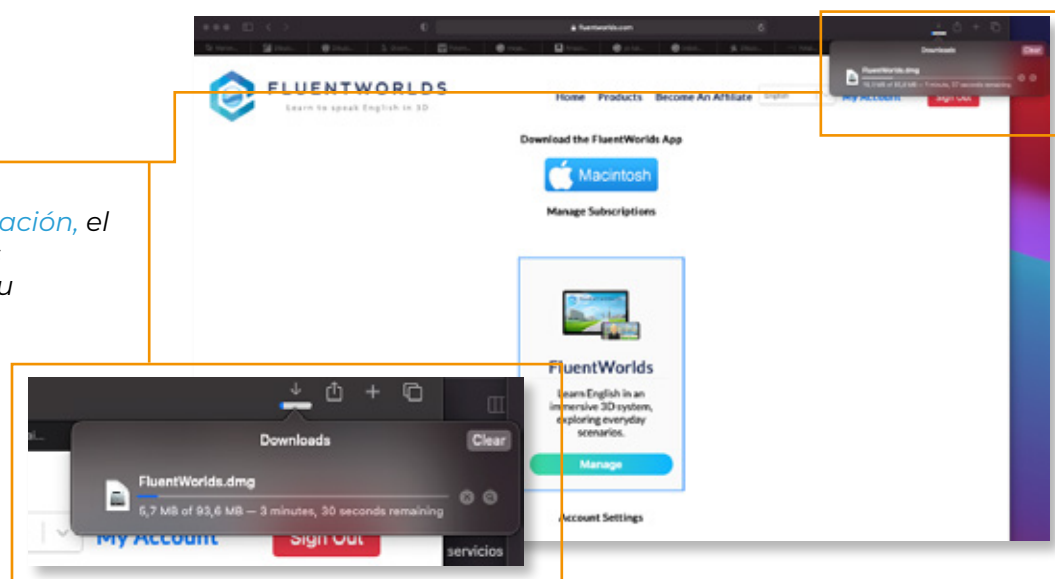 fluentworlds.com
Downloads
Clear
FluentWorlds.dmg
FLUENTWORLDS
Learn to speak English in 3D
Home Products Become An Affiliate English My Account Sign Out
Download the FluentWorlds App
Macintosh
Manage Subscriptions
ación, el
u
FluentWorlds
Learn English in an
immersive 3D system,
exploring everyday
scenarios.
Manage
Account Settings
Downloads
Clear
FluentWorlds.dmg
5,7 MB of 93,6 MB — 3 minutes, 30 seconds remaining
My Account Sign Out
servicios